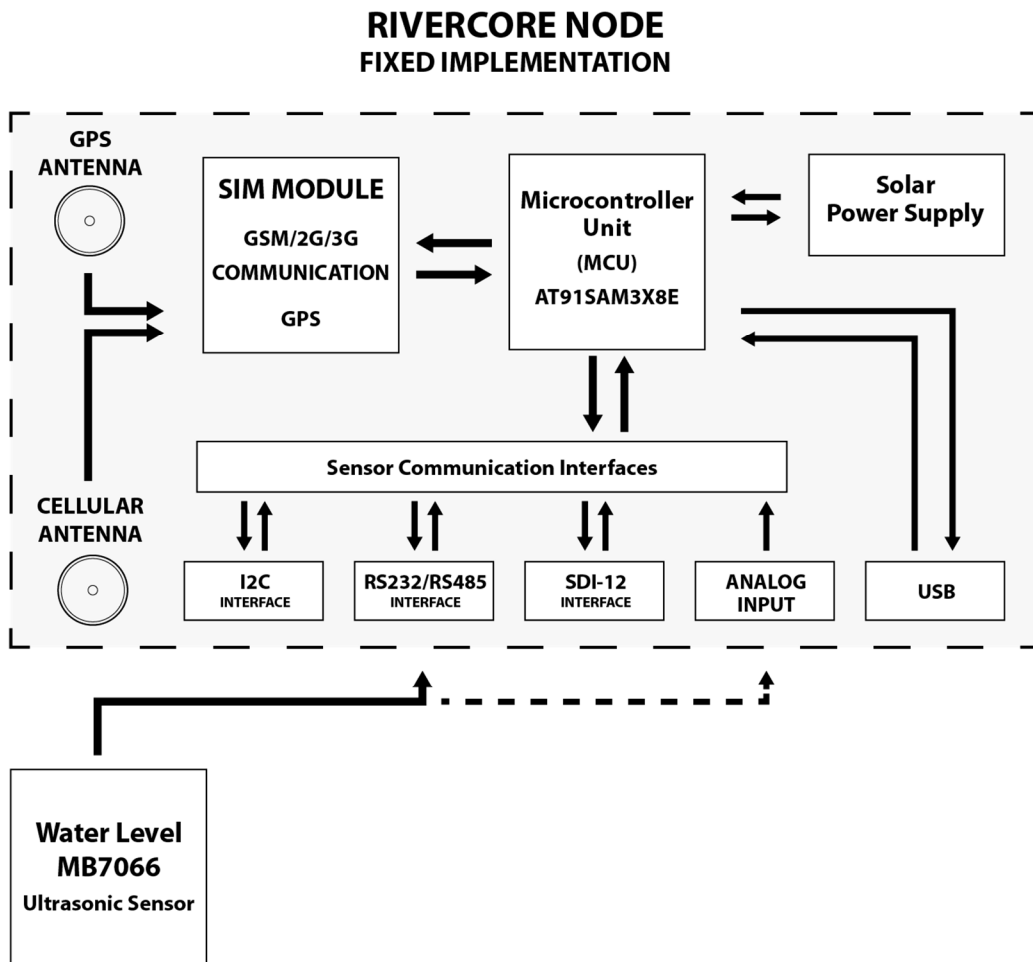 RIVERCORE NODE
FIXED IMPLEMENTATION
GPS
ANTENNA
SIM MODULE
GSM/2G/3G
COMMUNICATION
GPS
Microcontroller
Unit
(MCU)
AT91SAM3X8E
Solar
Power Supply
Sensor Communication Interfaces
CELLULAR
ANTENNA
I2C
INTERFACE
RS232/RS485
INTERFACE
SDI-12
INTERFACE
ANALOG
INPUT
USB
Water Level
MB7066
Ultrasonic Sensor